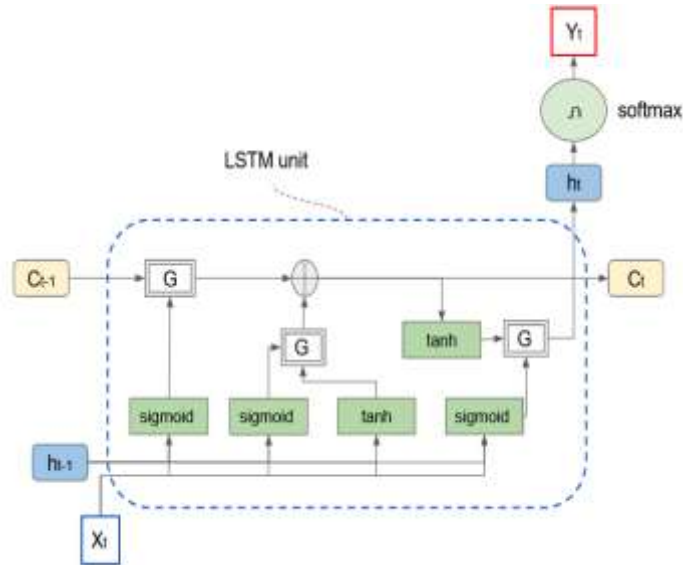 Yt
softmax
ht
LSTM unit
Ct-1
G
Ct
tanh
G
G
sigmoid
sigmoid
tanh
sigmoid
ht-1
Xt